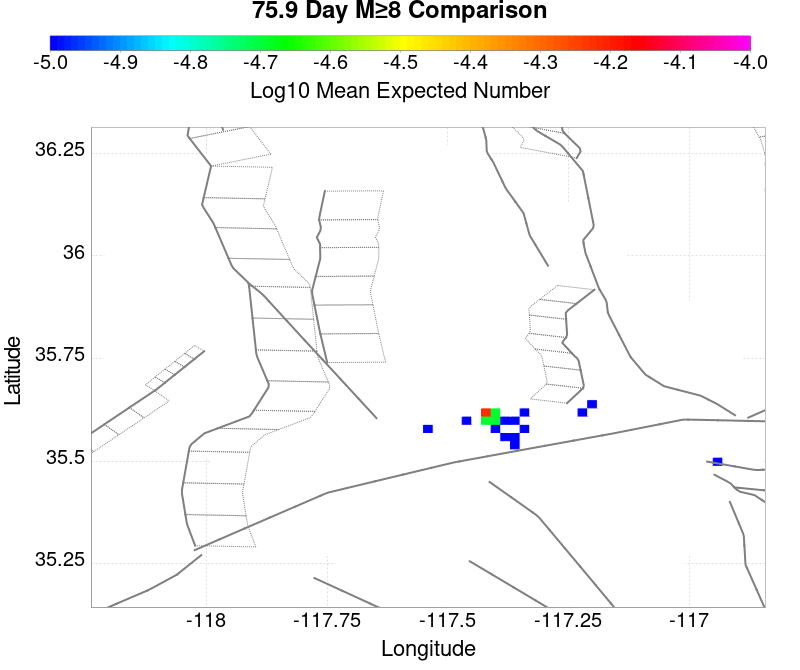 75.9 Day M≥8 Comparison
-5.0 -4.9 -4.8 -4.7 -4.6 -4.5 -4.4 -4.3 -4.2 -4.1 -4.0
Log10 Mean Expected Number
36.25
36
35.75
35.5
35.25
Latitude
-118 -117.75 -117.5 -117.25 -117
Longitude